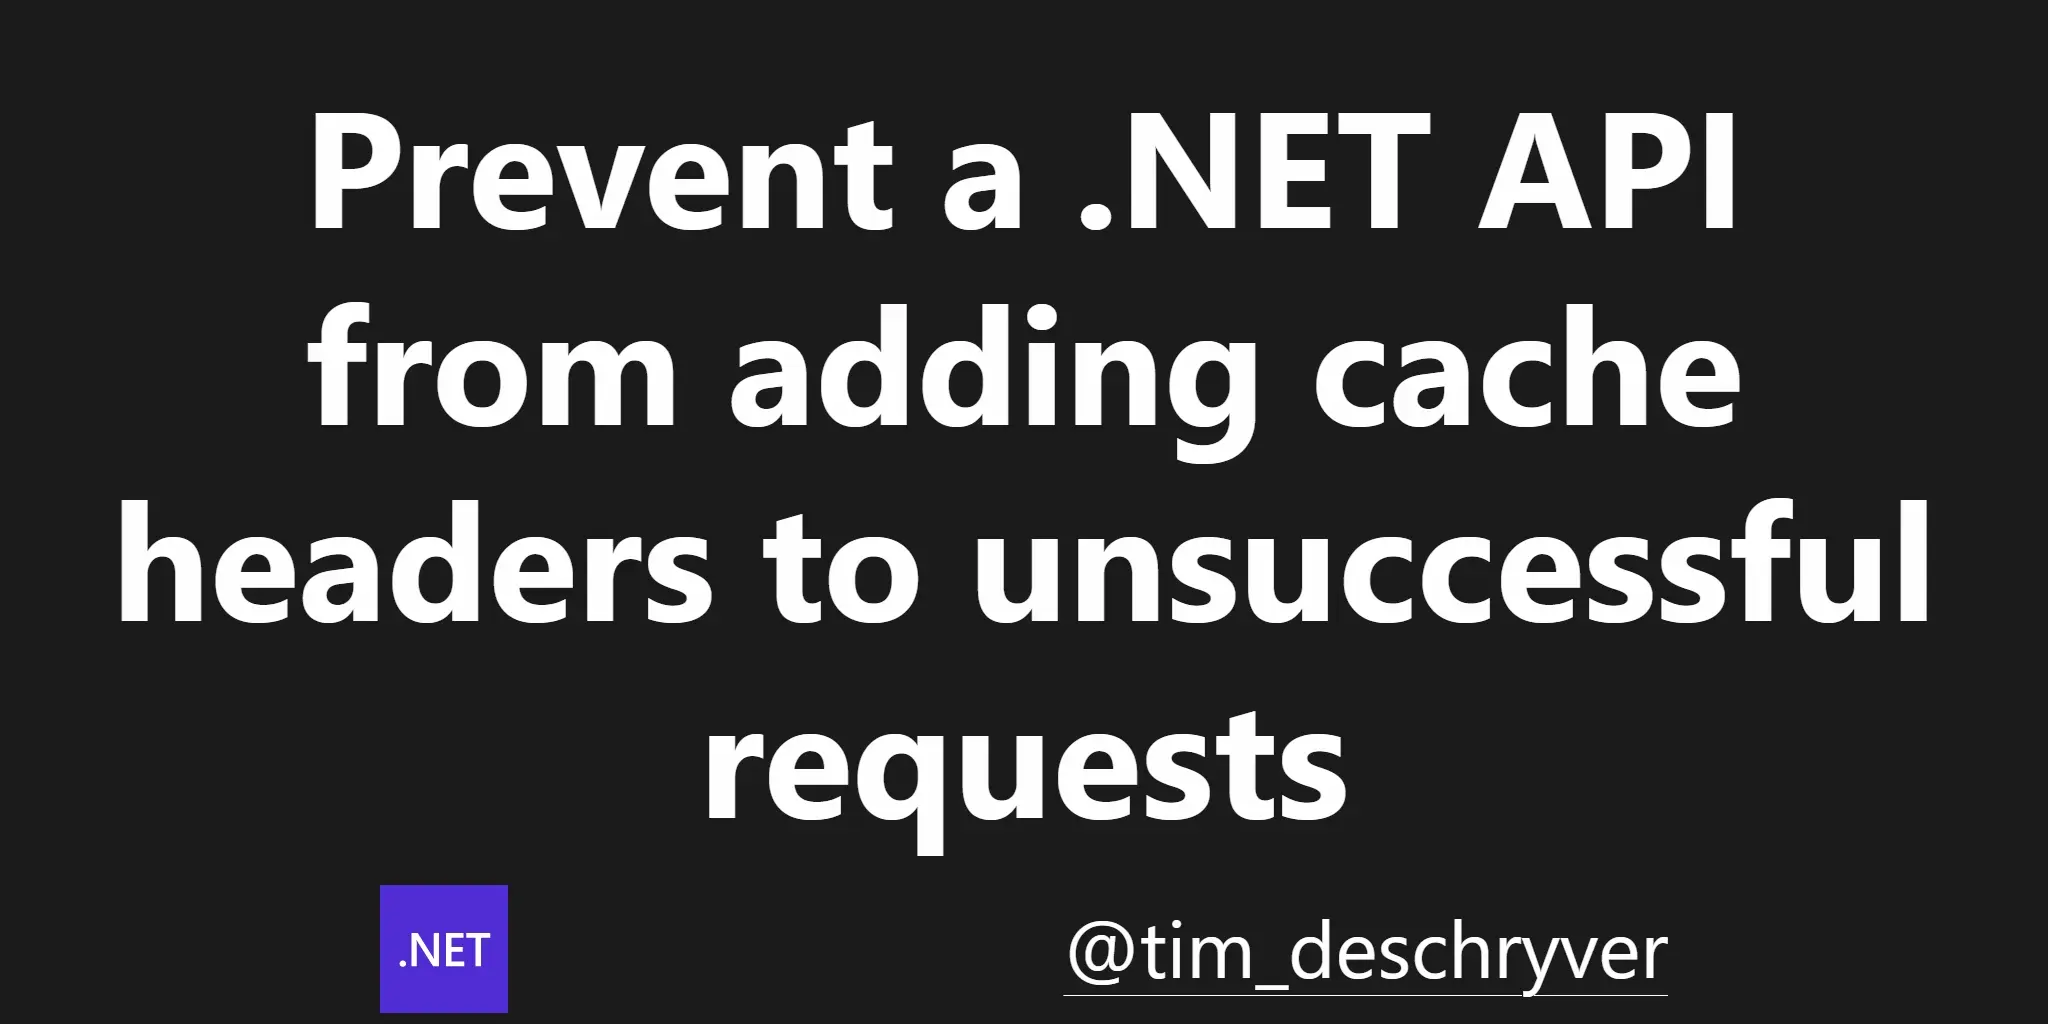 Prevent a .NET API
from adding cache
headers to unsuccessful
requests
.NET
@tim_deschryver